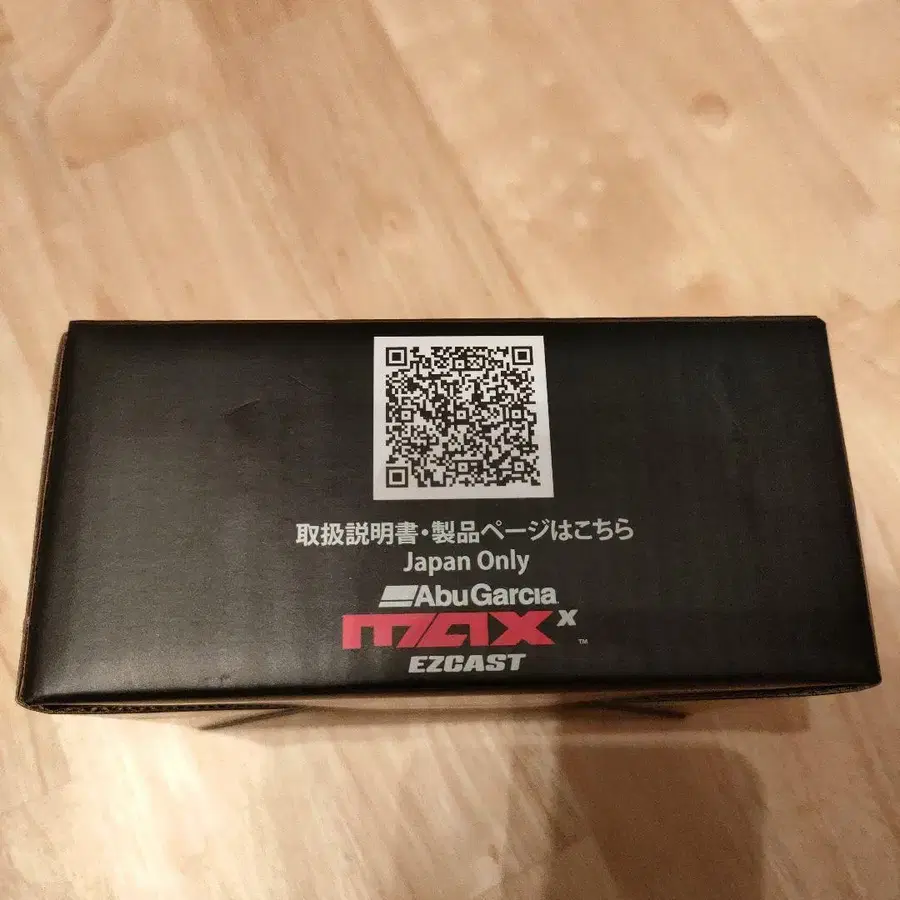 取扱説明書・製品ページはこちら
Japan Only
AbuGarcia
max x ™
EZCAST